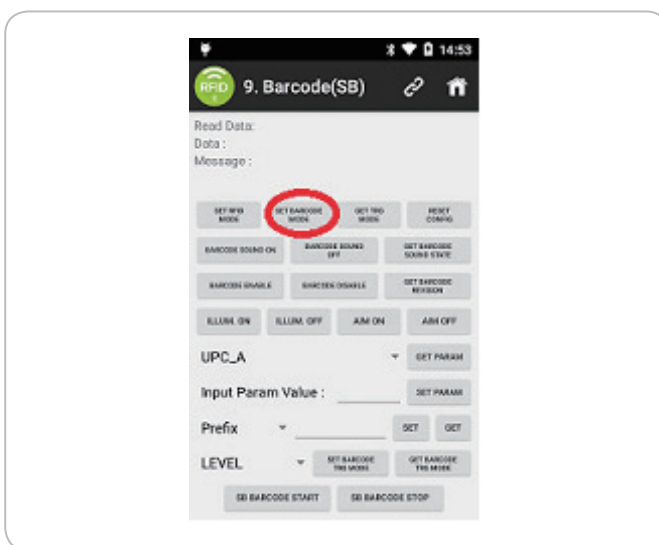 14:53
RFID 9. Barcode(SB)
Read Data:
Data :
Message :
SET RFID MODE SET BARCODE MODE GET TRG MODE RESET CONFIG
BARCODE SOUND ON BARCODE SOUND OFF GET BARCODE SOUND STATE
BARCODE ENABLE BARCODE DISABLE GET BARCODE REVISION
ILLUM. ON ILLUM. OFF AIM ON AIM OFF
UPC_A GET PARAM
Input Param Value : SET PARAM
Prefix SET GET
LEVEL SET BARCODE TRG MODE GET BARCODE TRG MODE
SB BARCODE START SB BARCODE STOP